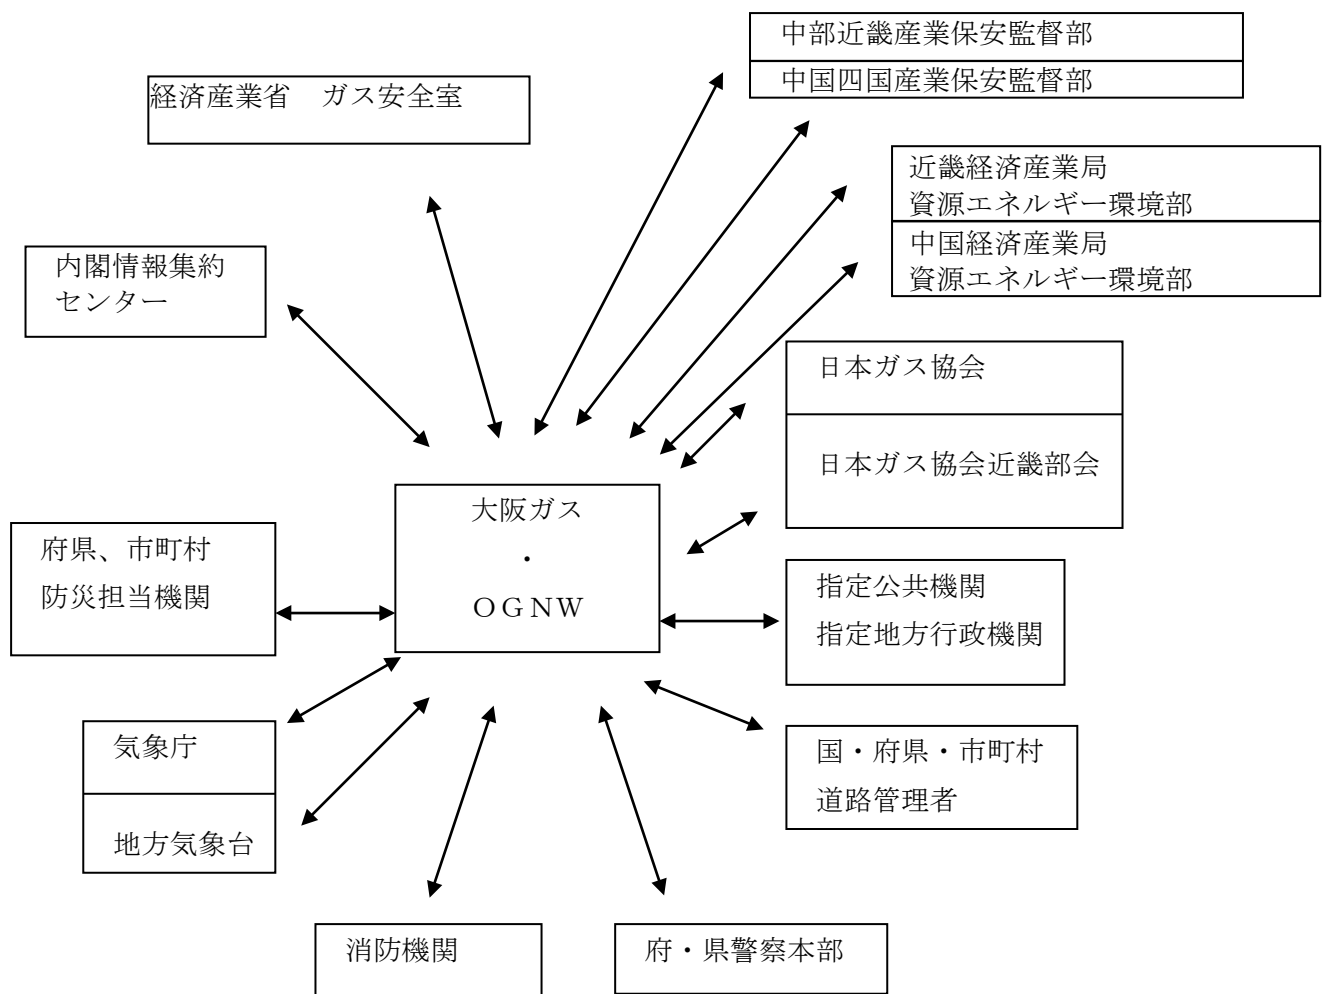 中部近畿産業保安監督部
中国四国産業保安監督部
経済産業省　ガス安全室
近畿経済産業局
資源エネルギー環境部
中国経済産業局
資源エネルギー環境部
内閣情報集約
センター
日本ガス協会
日本ガス協会近畿部会
大阪ガス
・
ＯＧＮＷ
府県、市町村
防災担当機関
指定公共機関
指定地方行政機関
気象庁
地方気象台
国・府県・市町村
道路管理者
消防機関
府・県警察本部